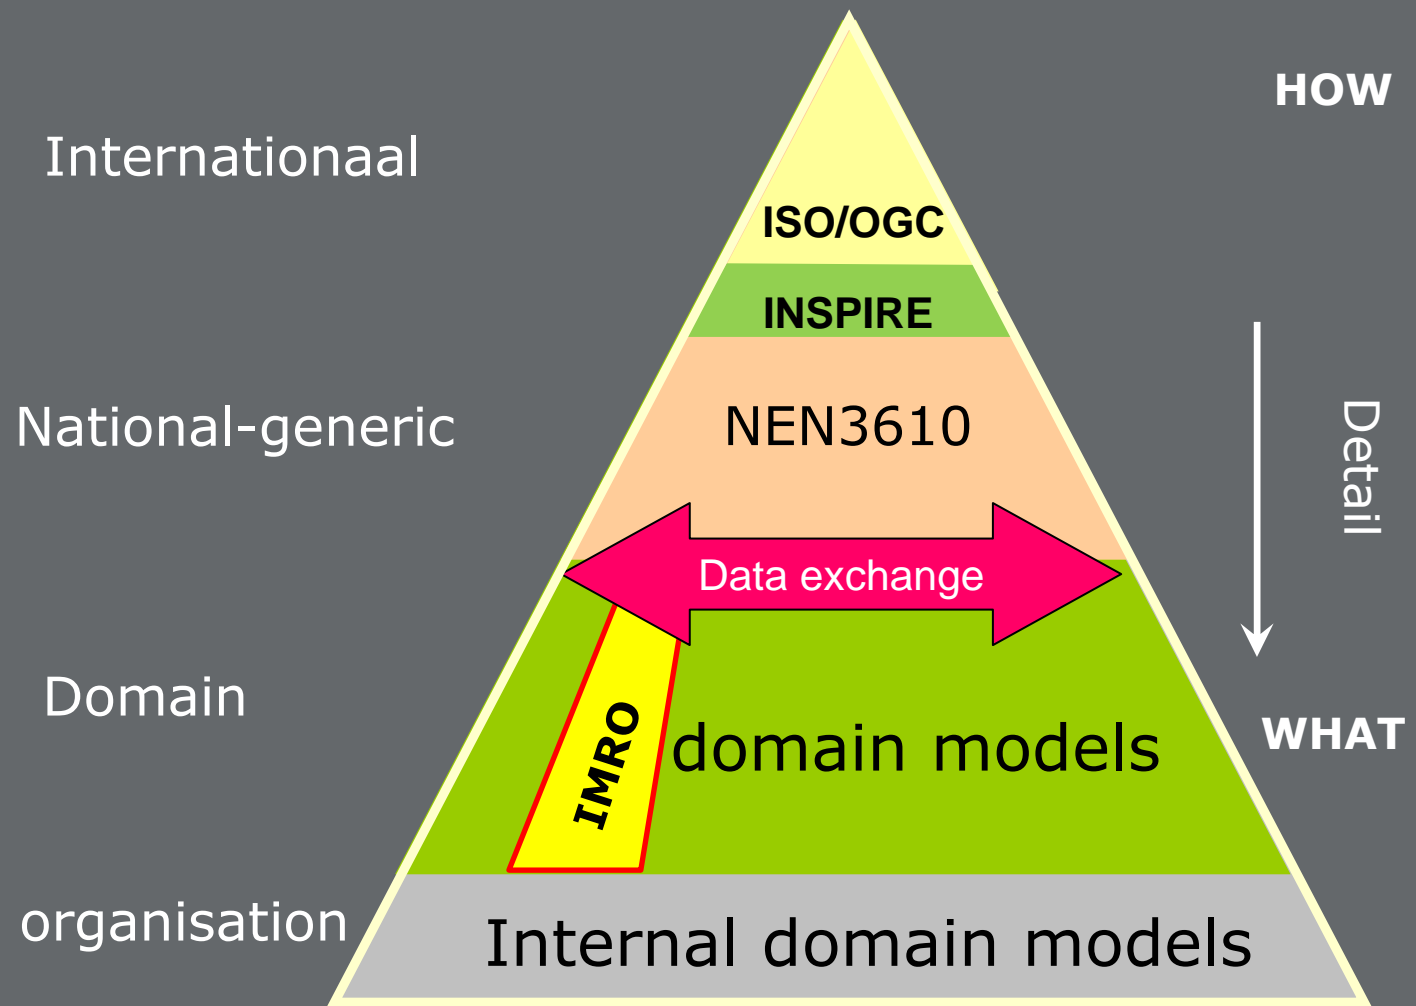 HOW
Internationaal
ISO/OGC
INSPIRE
National-generic
NEN3610
Detail
Data exchange
Domain
IMRO
domain models
WHAT
organisation
Internal domain models